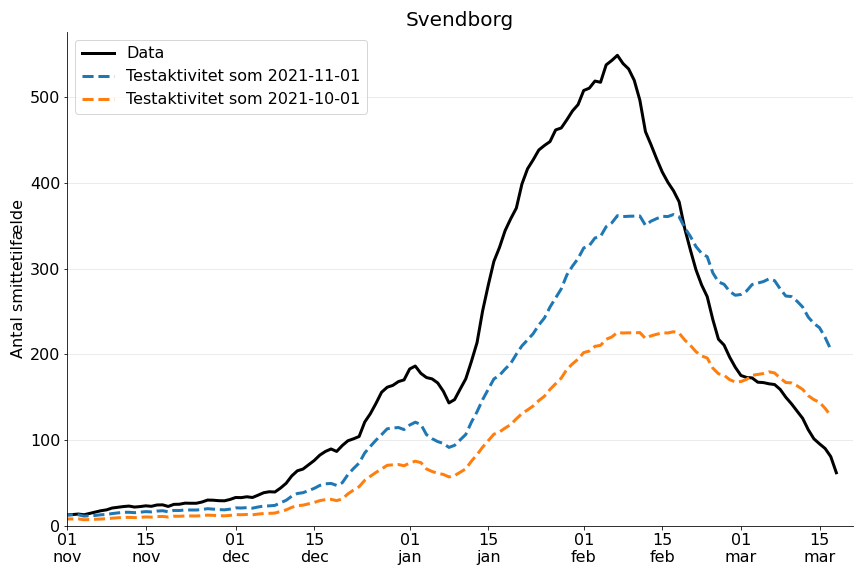 Svendborg
Data
Testaktivitet som 2021-11-01
Testaktivitet som 2021-10-01
Antal smittetilfælde
500
400
300
200
100
0
01 15 01 15 01 15 01 15 01 15
nov nov dec dec jan jan feb feb mar mar